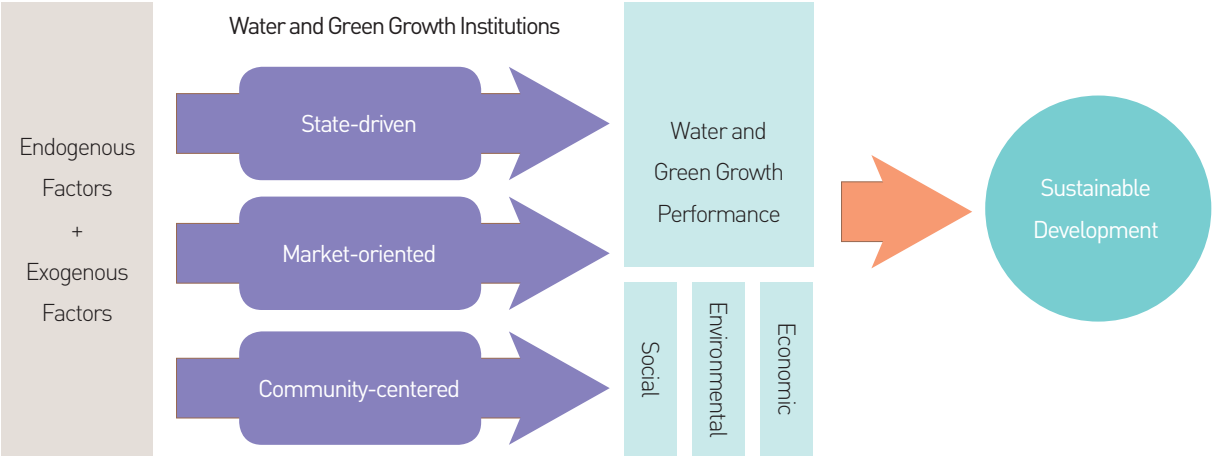 Water and Green Growth Institutions
Endogenous
Factors
+
Exogenous
Factors
State-driven
Market-oriented
Community-centered
Water and
Green Growth
Performance
Social
Environmental
Economic
Sustainable
Development